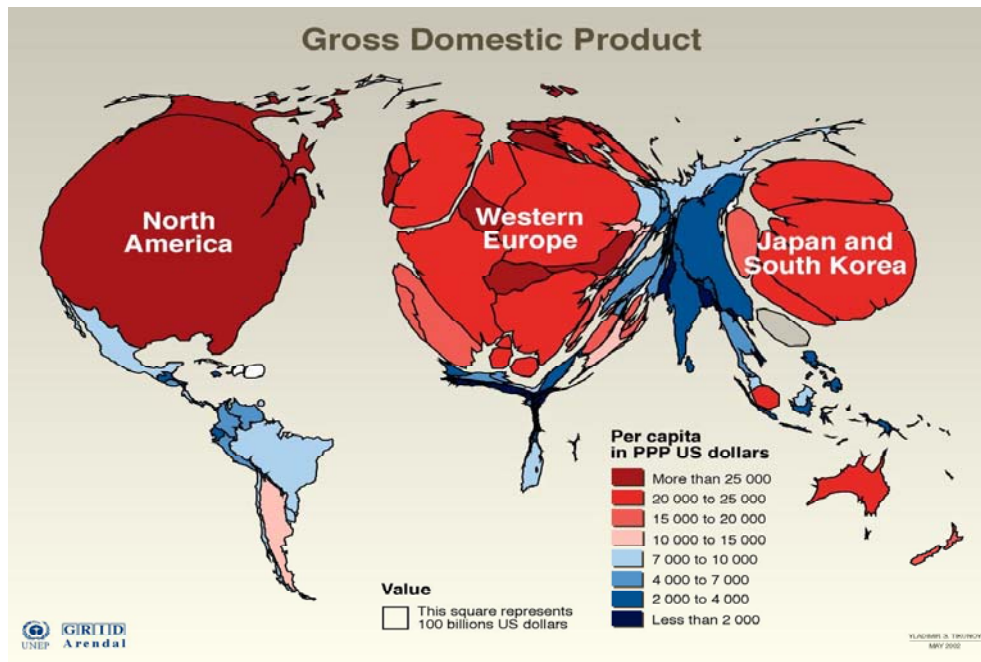 Gross Domestic Product
North
America
Western
Europe
Japan and
South Korea
Per capita
in PPP US dollars
More than 25 000
20 000 to 25 000
15 000 to 20 000
10 000 to 15 000
7 000 to 10 000
4 000 to 7 000
2 000 to 4 000
Less than 2 000
Value
This square represents
100 billions US dollars
UNEP
GRID
Arendal
VLADIMIR S. TIKUNOV
MAY 2002